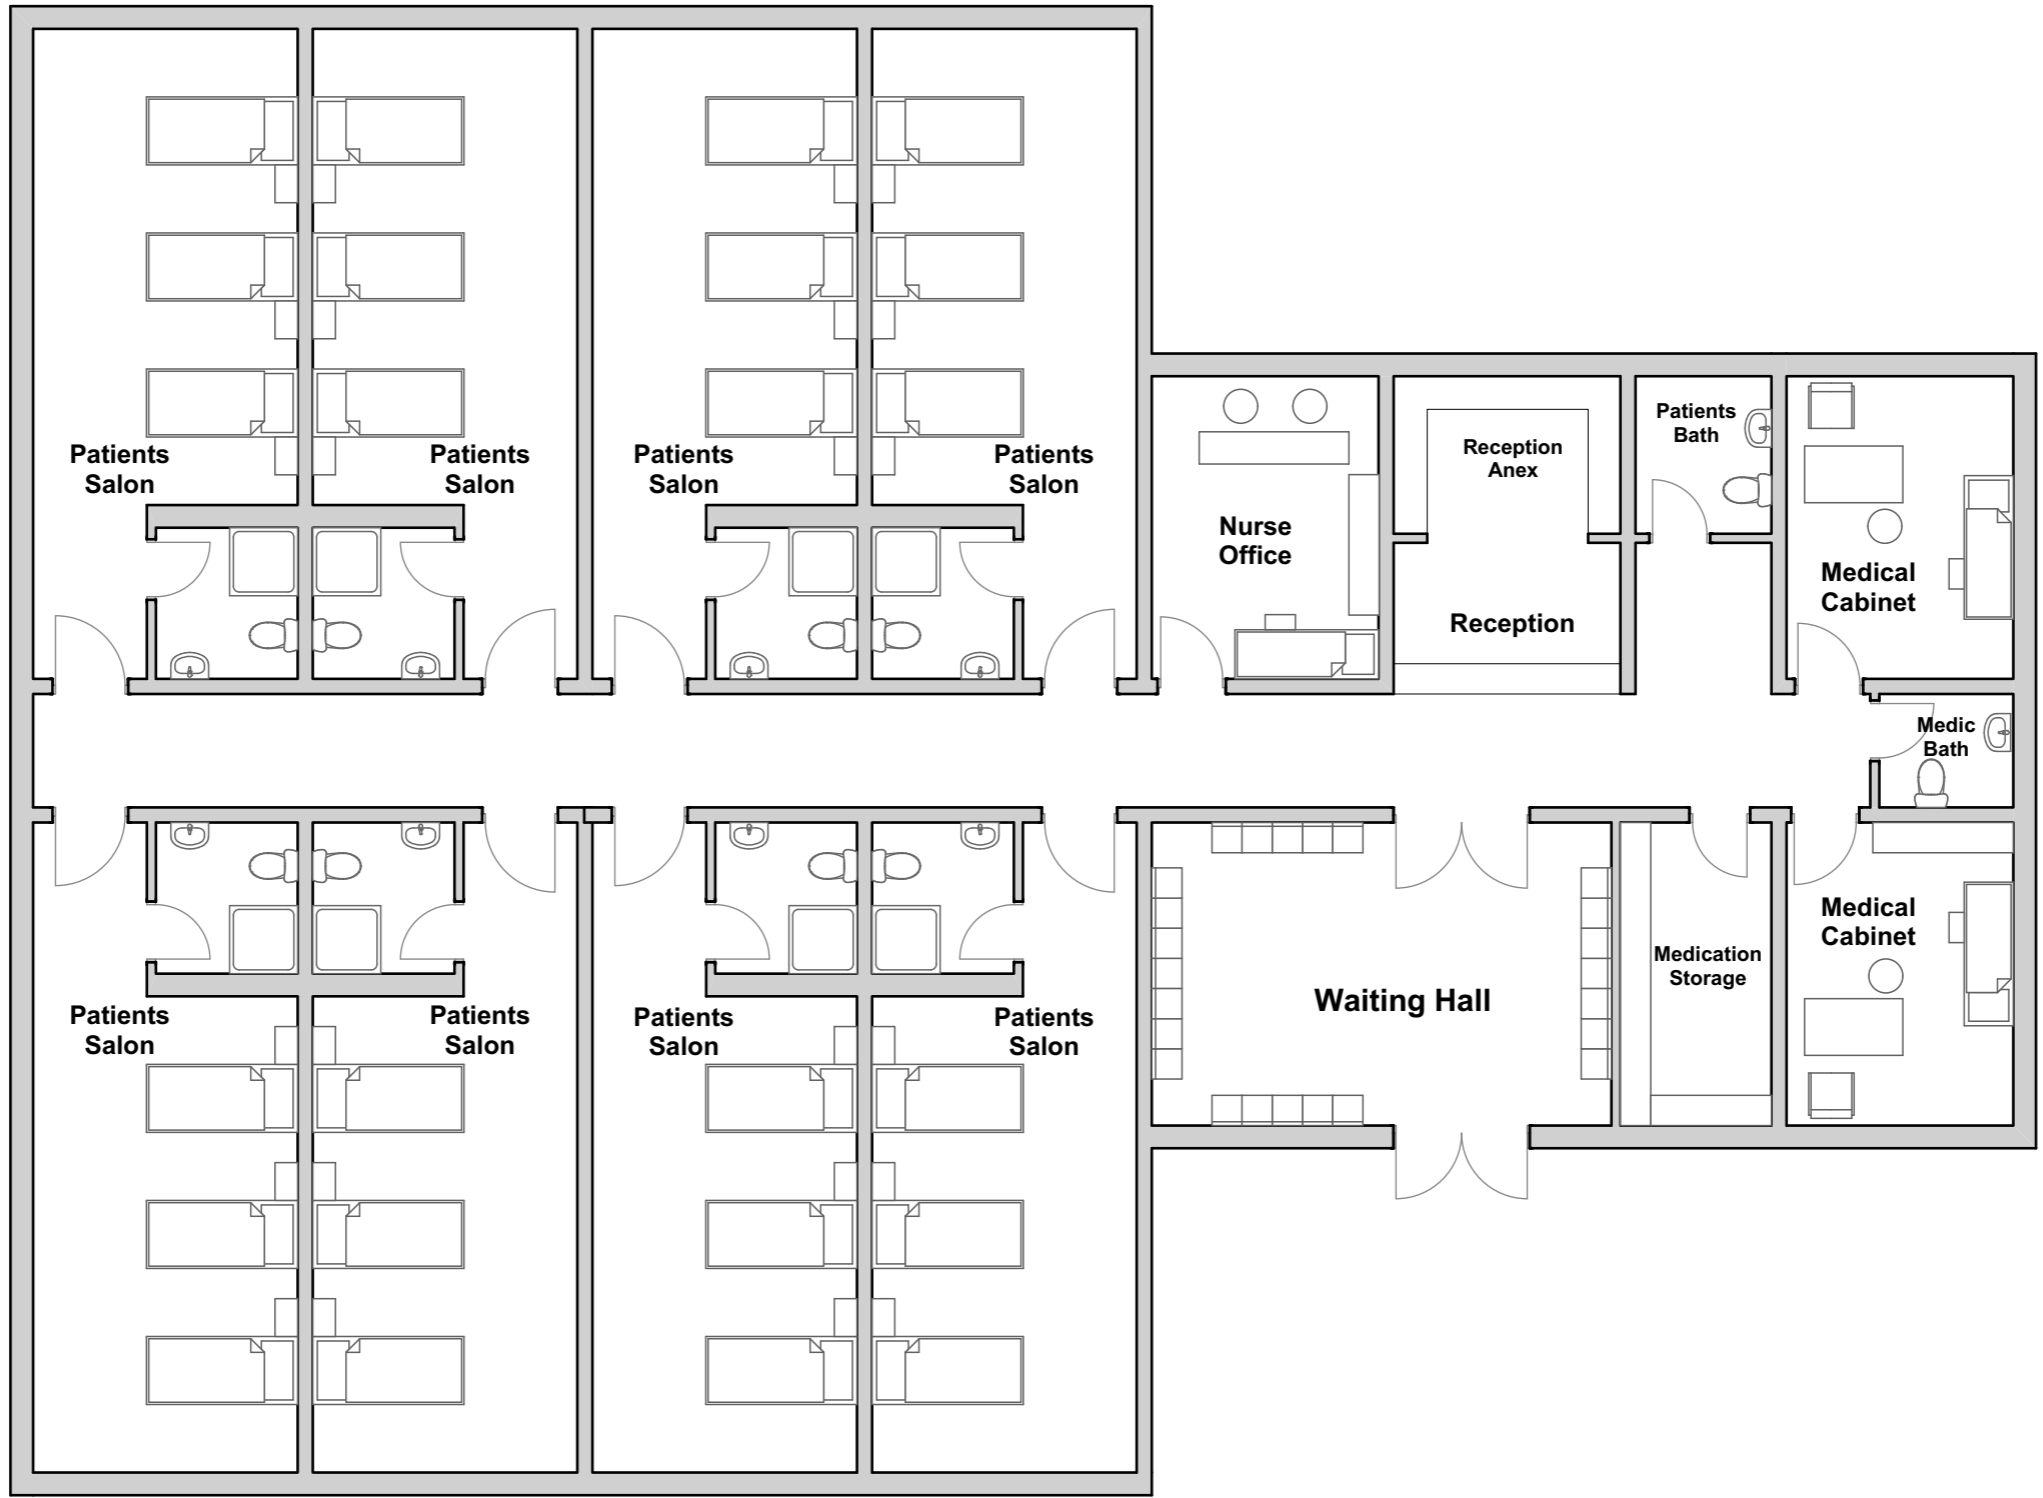 Patients
Salon
Patients
Salon
Patients
Salon
Patients
Salon
Nurse
Office
Reception
Anex
Reception
Patients
Bath
Medical
Cabinet
Medic
Bath
Patients
Salon
Patients
Salon
Patients
Salon
Patients
Salon
Waiting Hall
Medication
Storage
Medical
Cabinet